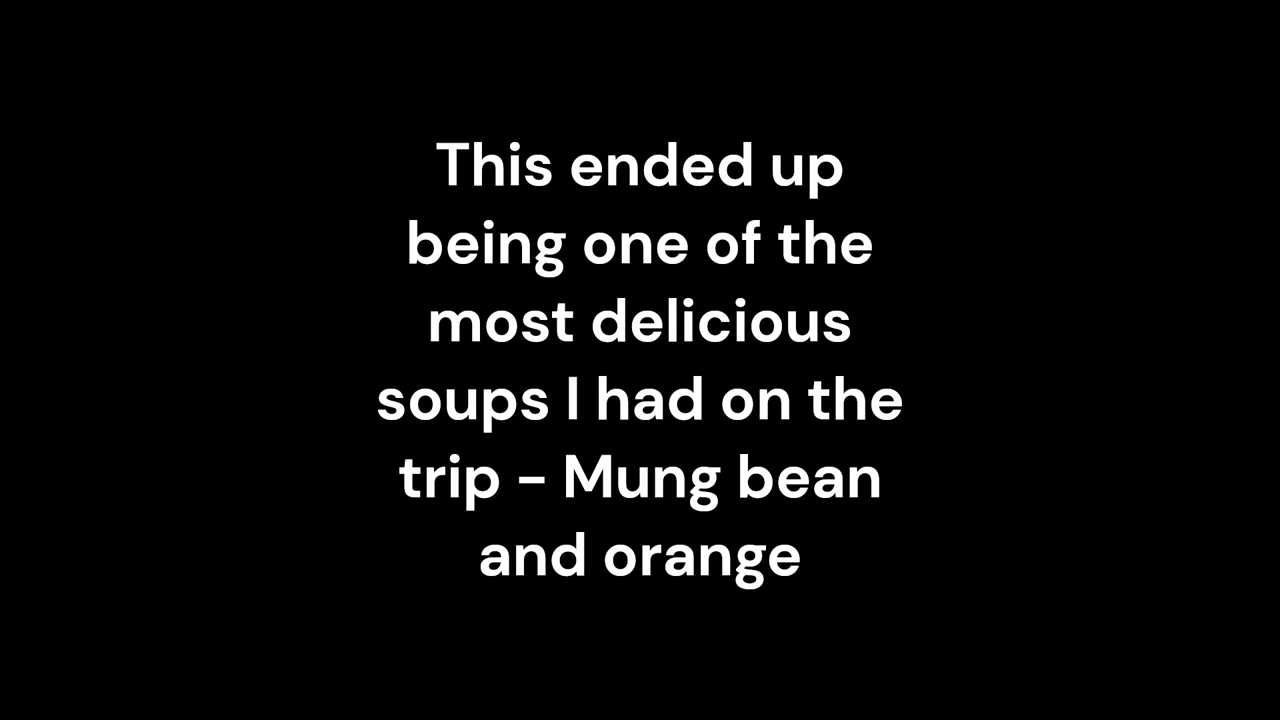 This ended up
being one of the
most delicious
soups I had on the
trip - Mung bean
and orange